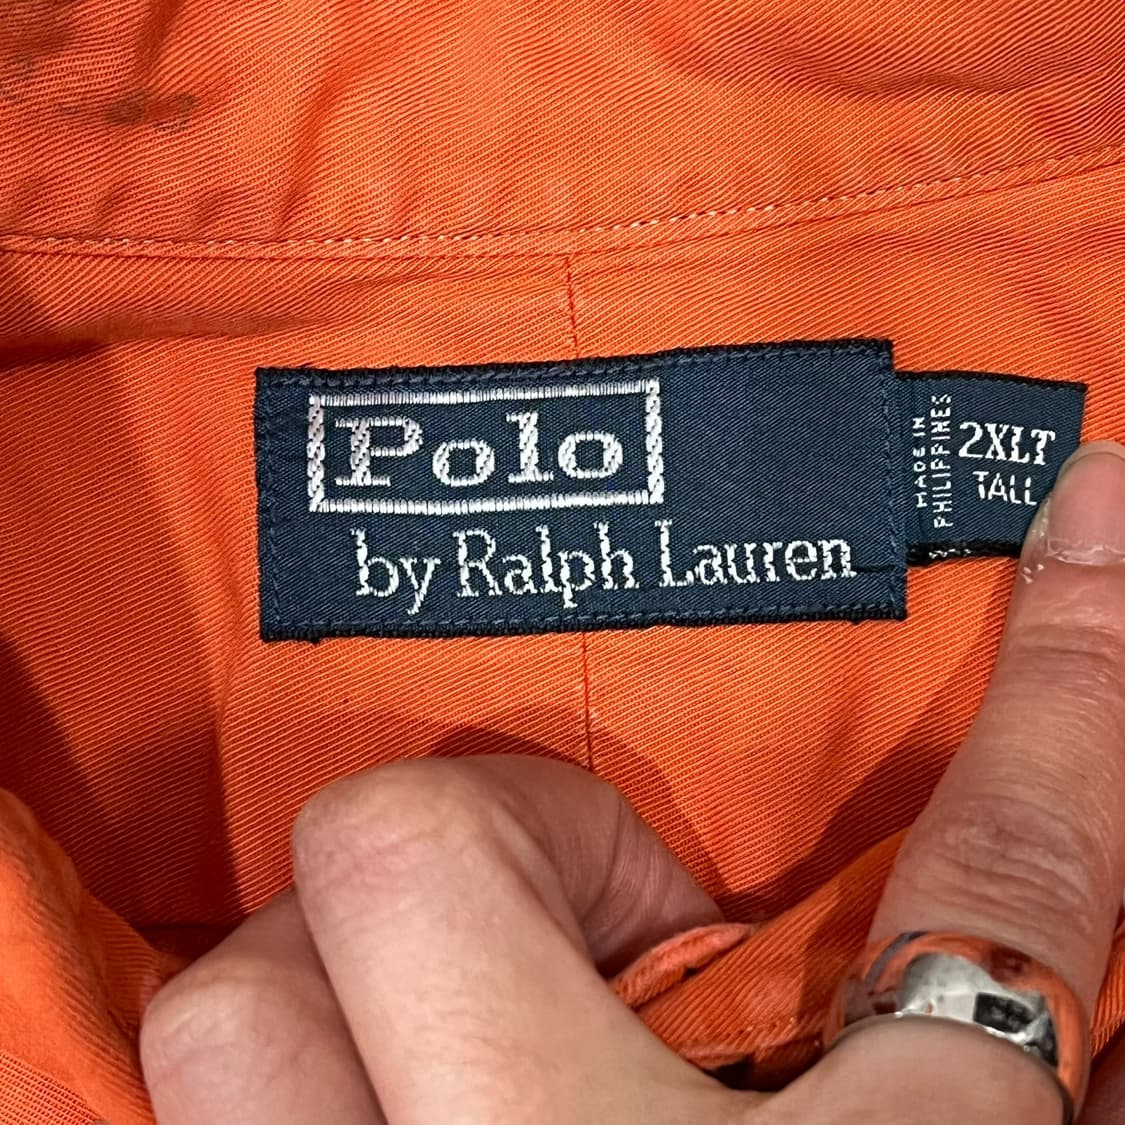 Polo
by Ralph Lauren
MADE IN
PHILIPPINES
2XLT
TALL